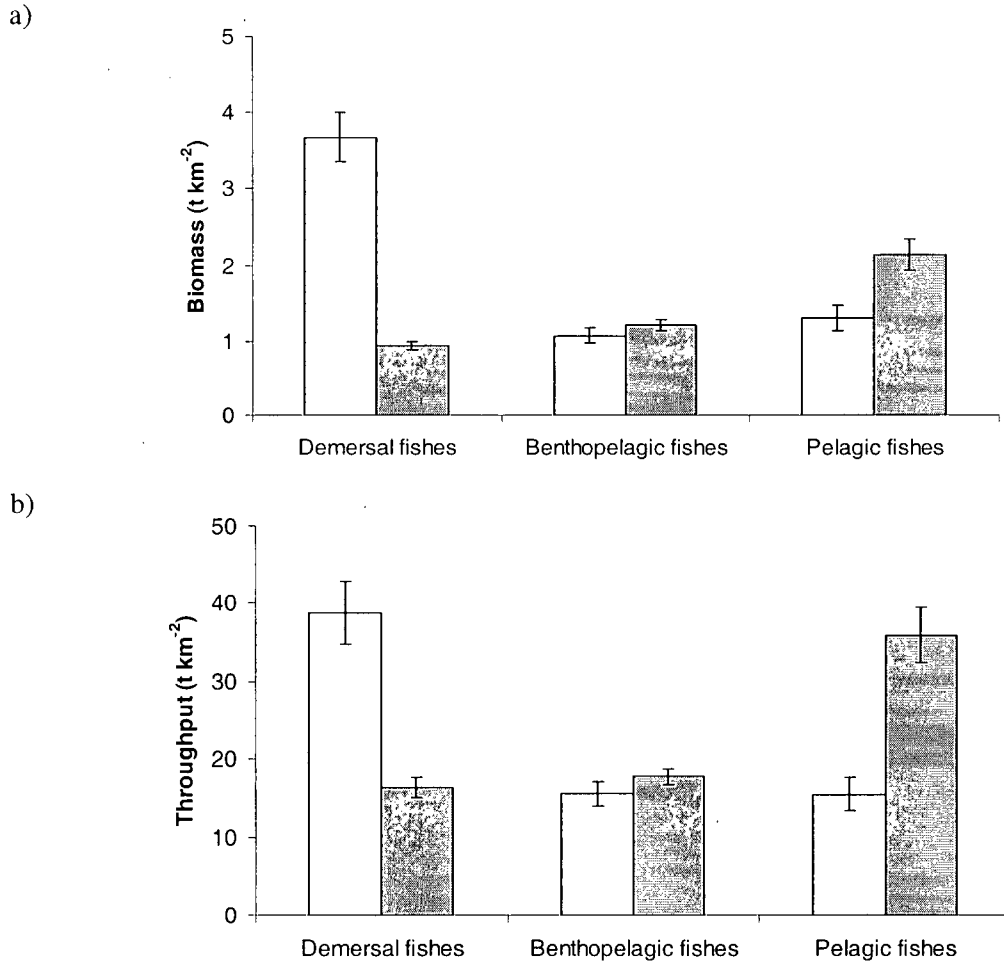 a)
5
4
3
2
1
0
Biomass (t km⁻²)
Demersal fishes Benthopelagic fishes Pelagic fishes
b)
50
40
30
20
10
0
Throughput (t km⁻²)
Demersal fishes Benthopelagic fishes Pelagic fishes